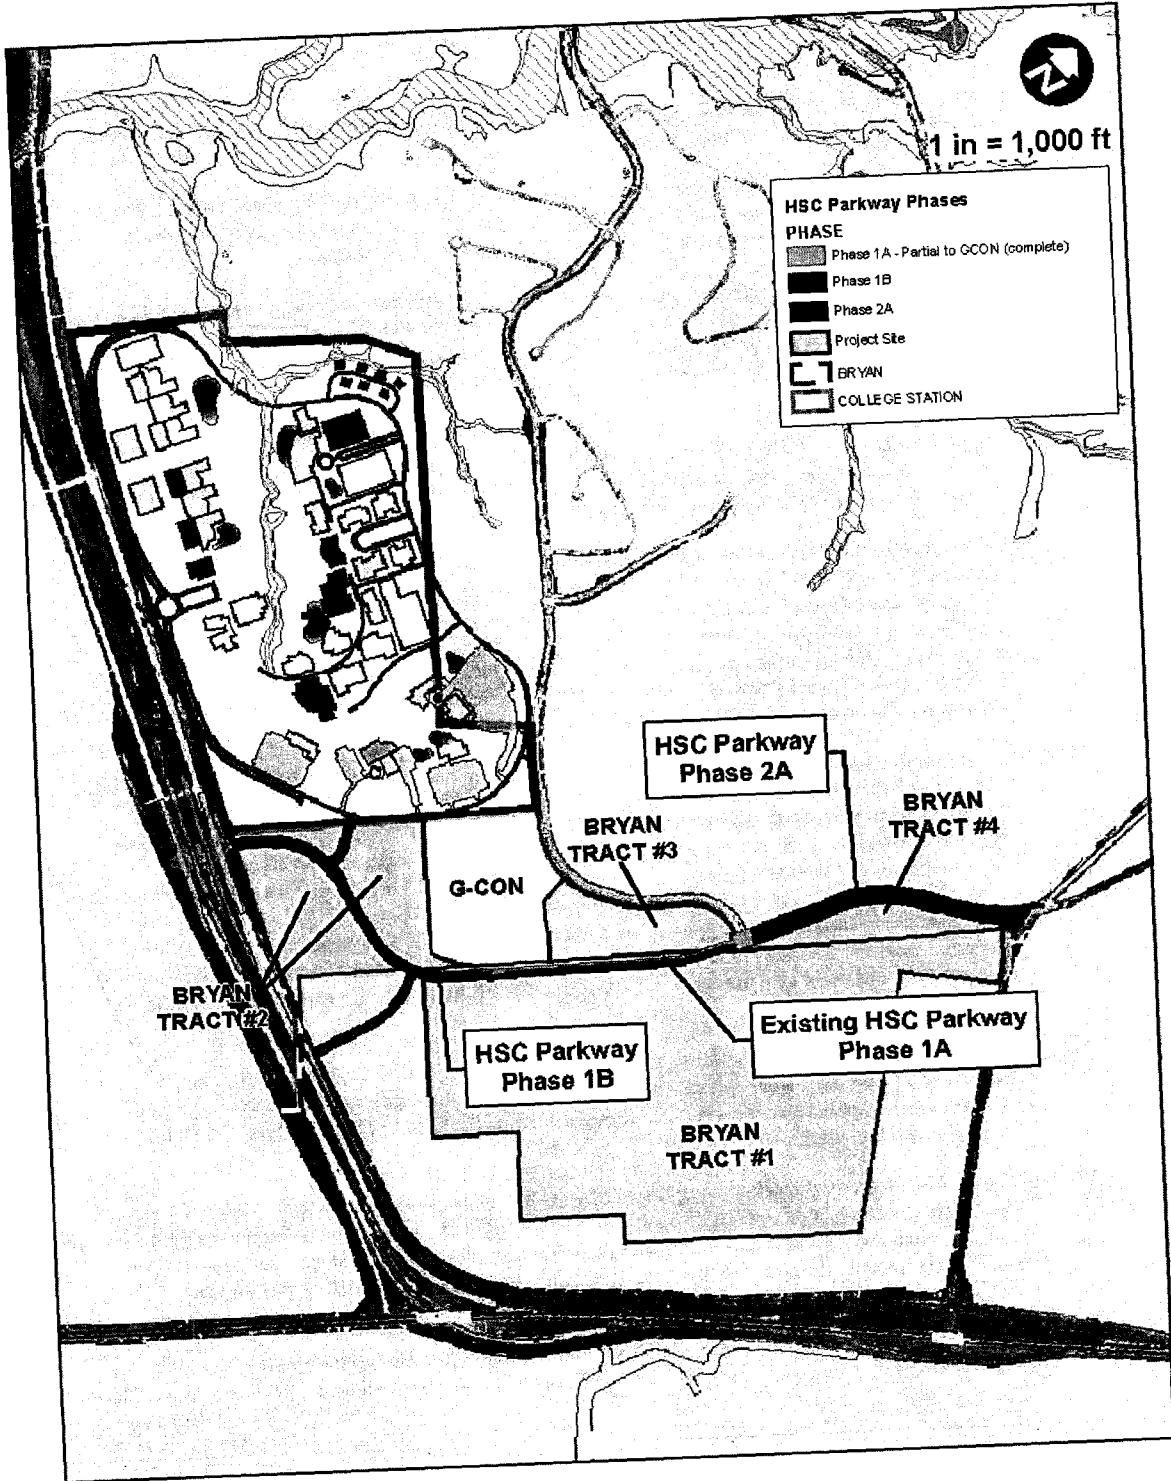 N
1 in = 1,000 ft
HSC Parkway Phases
PHASE
Phase 1A - Partial to GCON (complete)
Phase 1B
Phase 2A
Project Site
BRYAN
COLLEGE STATION
HSC Parkway
Phase 2A
BRYAN
TRACT #4
BRYAN
TRACT #3
G-CON
BRYAN
TRACT #2
HSC Parkway
Phase 1B
Existing HSC Parkway
Phase 1A
BRYAN
TRACT #1